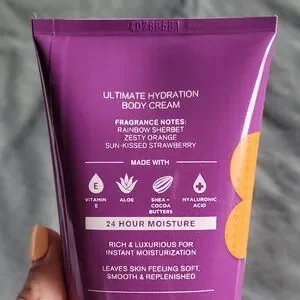 ULTIMATE HYDRATION
BODY CREAM
FRAGRANCE NOTES:
RAINBOW SHERBET
ZESTY ORANGE
SUN-KISSED STRAWBERRY
MADE WITH
E
VITAMIN
E
ALOE
SHEA +
COCOA
BUTTERS
HYALURONIC
ACID
24 HOUR MOISTURE
RICH & LUXURIOUS FOR
INSTANT MOISTURIZATION
LEAVES SKIN FEELING SOFT,
SMOOTH & REPLENISHED